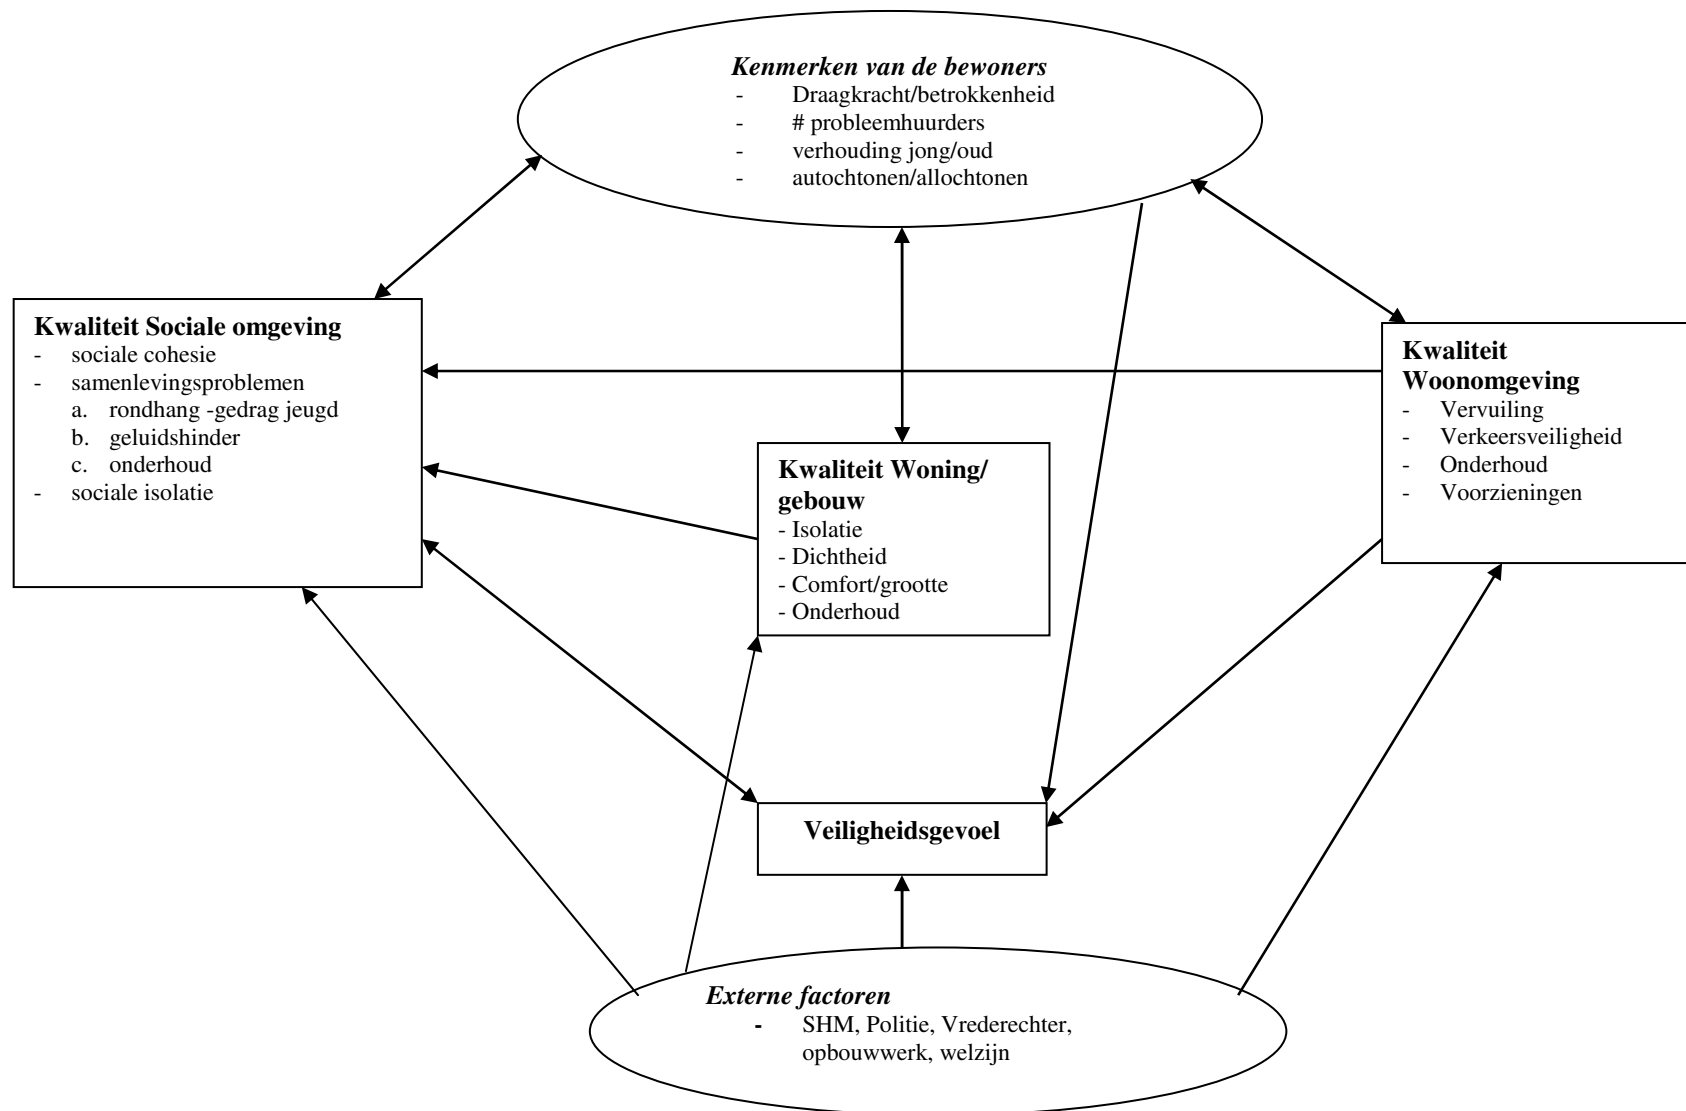 Kenmerken van de bewoners
- Draagkracht/betrokkenheid
- # probleemhuurders
- verhouding jong/oud
- autochtonen/allochtonen
Kwaliteit Sociale omgeving
- sociale cohesie
- samenlevingsproblemen
a. rondhang -gedrag jeugd
b. geluidshinder
c. onderhoud
- sociale isolatie
Kwaliteit Woning/
gebouw
- Isolatie
- Dichtheid
- Comfort/grootte
- Onderhoud
Kwaliteit
Woonomgeving
- Vervuiling
- Verkeersveiligheid
- Onderhoud
- Voorzieningen
Veiligheidsgevoel
Externe factoren
- SHM, Politie, Vrederechter,
opbouwwerk, welzijn